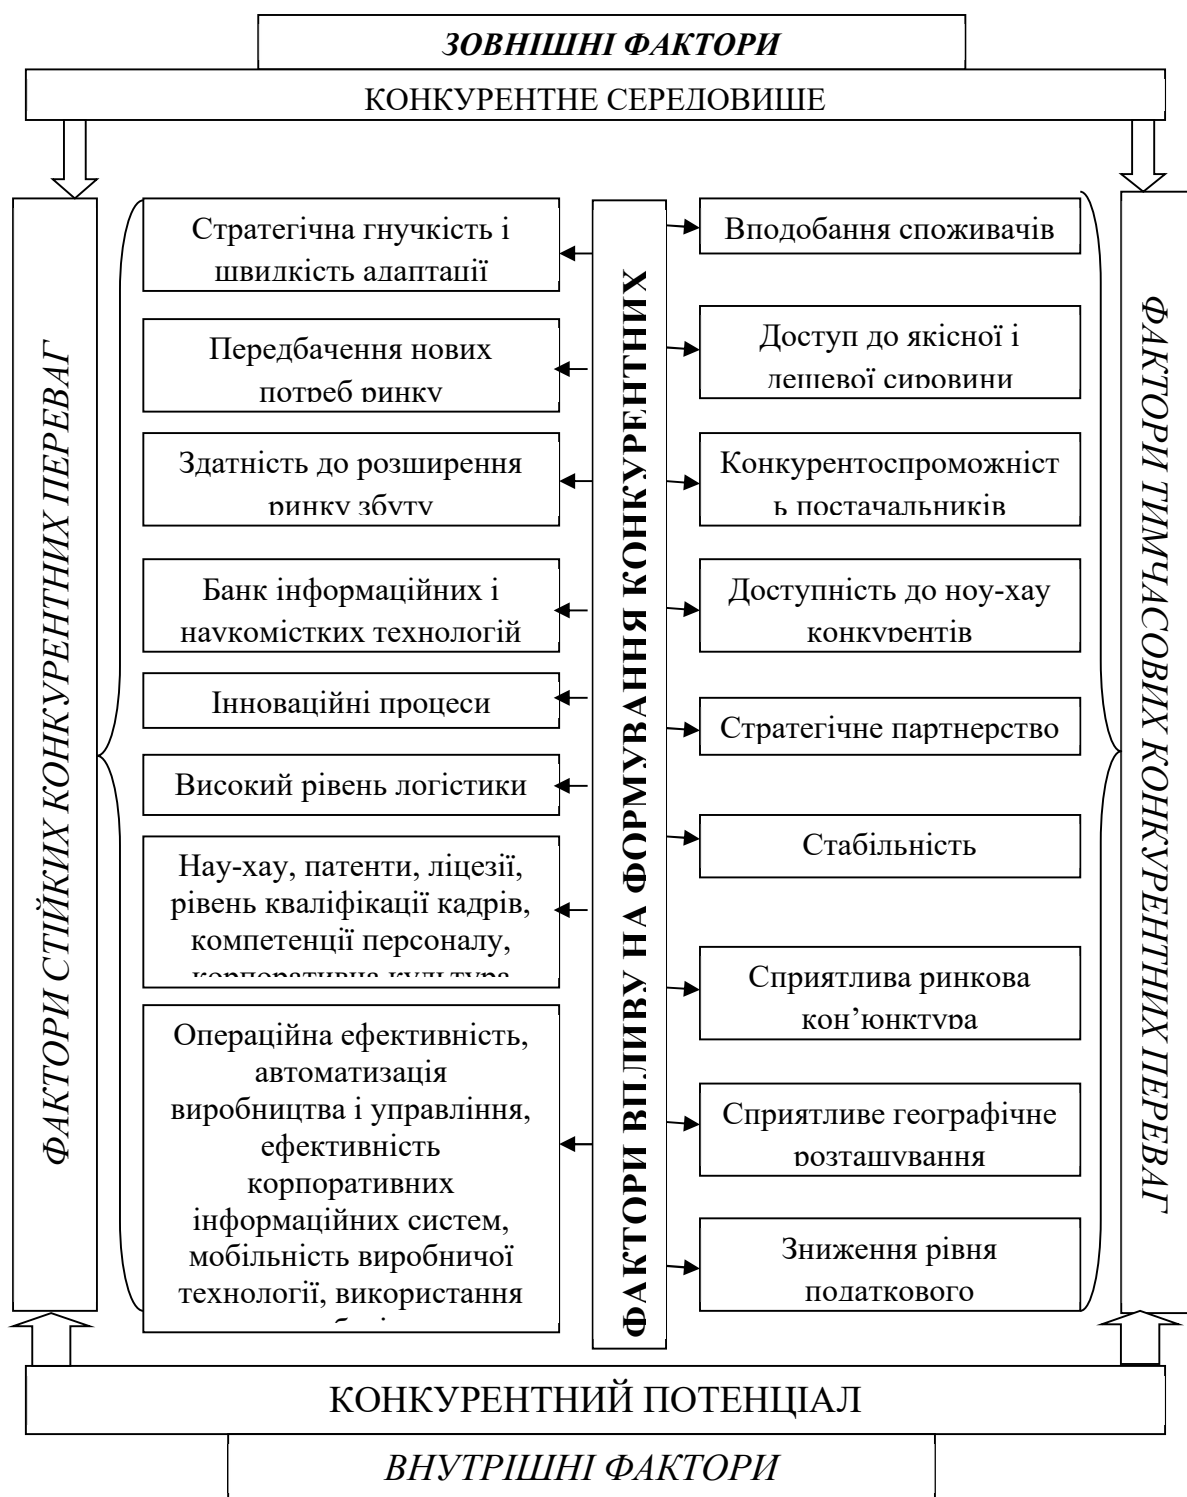 ЗОВНІШНІ ФАКТОРИ
КОНКУРЕНТНЕ СЕРЕДОВИШЕ
ФАКТОРИ СТІЙКИХ КОНКУРЕНТНИХ ПЕРЕВАГ
Стратегічна гнучкість і
швидкість адаптації
Передбачення нових
потреб ринку
Здатність до розширення
ринку збуту
Банк інформаційних і
наукомістких технологій
Інноваційні процеси
Високий рівень логістики
Нау-хау, патенти, ліцезії,
рівень кваліфікації кадрів,
компетенції персоналу,
корпоративна культура
Операційна ефективність,
автоматизація
виробництва і управління,
ефективність
корпоративних
інформаційних систем,
мобільність виробничої
технології, використання
ФАКТОРИ ВПЛИВУ НА ФОРМУВАННЯ КОНКУРЕНТНИХ
Вподобання споживачів
Доступ до якісної і
дешевої сировини
Конкурентоспроможніст
ь постачальників
Доступність до ноу-хау
конкурентів
Стратегічне партнерство
Стабільність
Сприятлива ринкова
кон’юнктура
Сприятливе географічне
розташування
Зниження рівня
податкового
ФАКТОРИ ТИМЧАСОВИХ КОНКУРЕНТНИХ ПЕРЕВАГ
КОНКУРЕНТНИЙ ПОТЕНЦІАЛ
ВНУТРІШНІ ФАКТОРИ